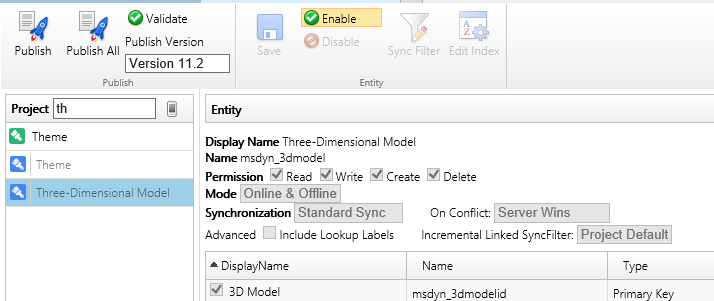 Publish
Publish All
Validate
Publish Version
Version 11.2
Publish
Save
Enable
Disable
Sync Filter
Edit Index
Entity
Project th
Theme
Theme
Three-Dimensional Model
Entity
Display Name Three-Dimensional Model
Name msdyn_3dmodel
Permission Read Write Create Delete
Mode Online & Offline
Synchronization Standard Sync On Conflict: Server Wins
Advanced Include Lookup Labels Incremental Linked SyncFilter: Project Default
DisplayName Name Type
3D Model msdyn_3dmodelid Primary Key